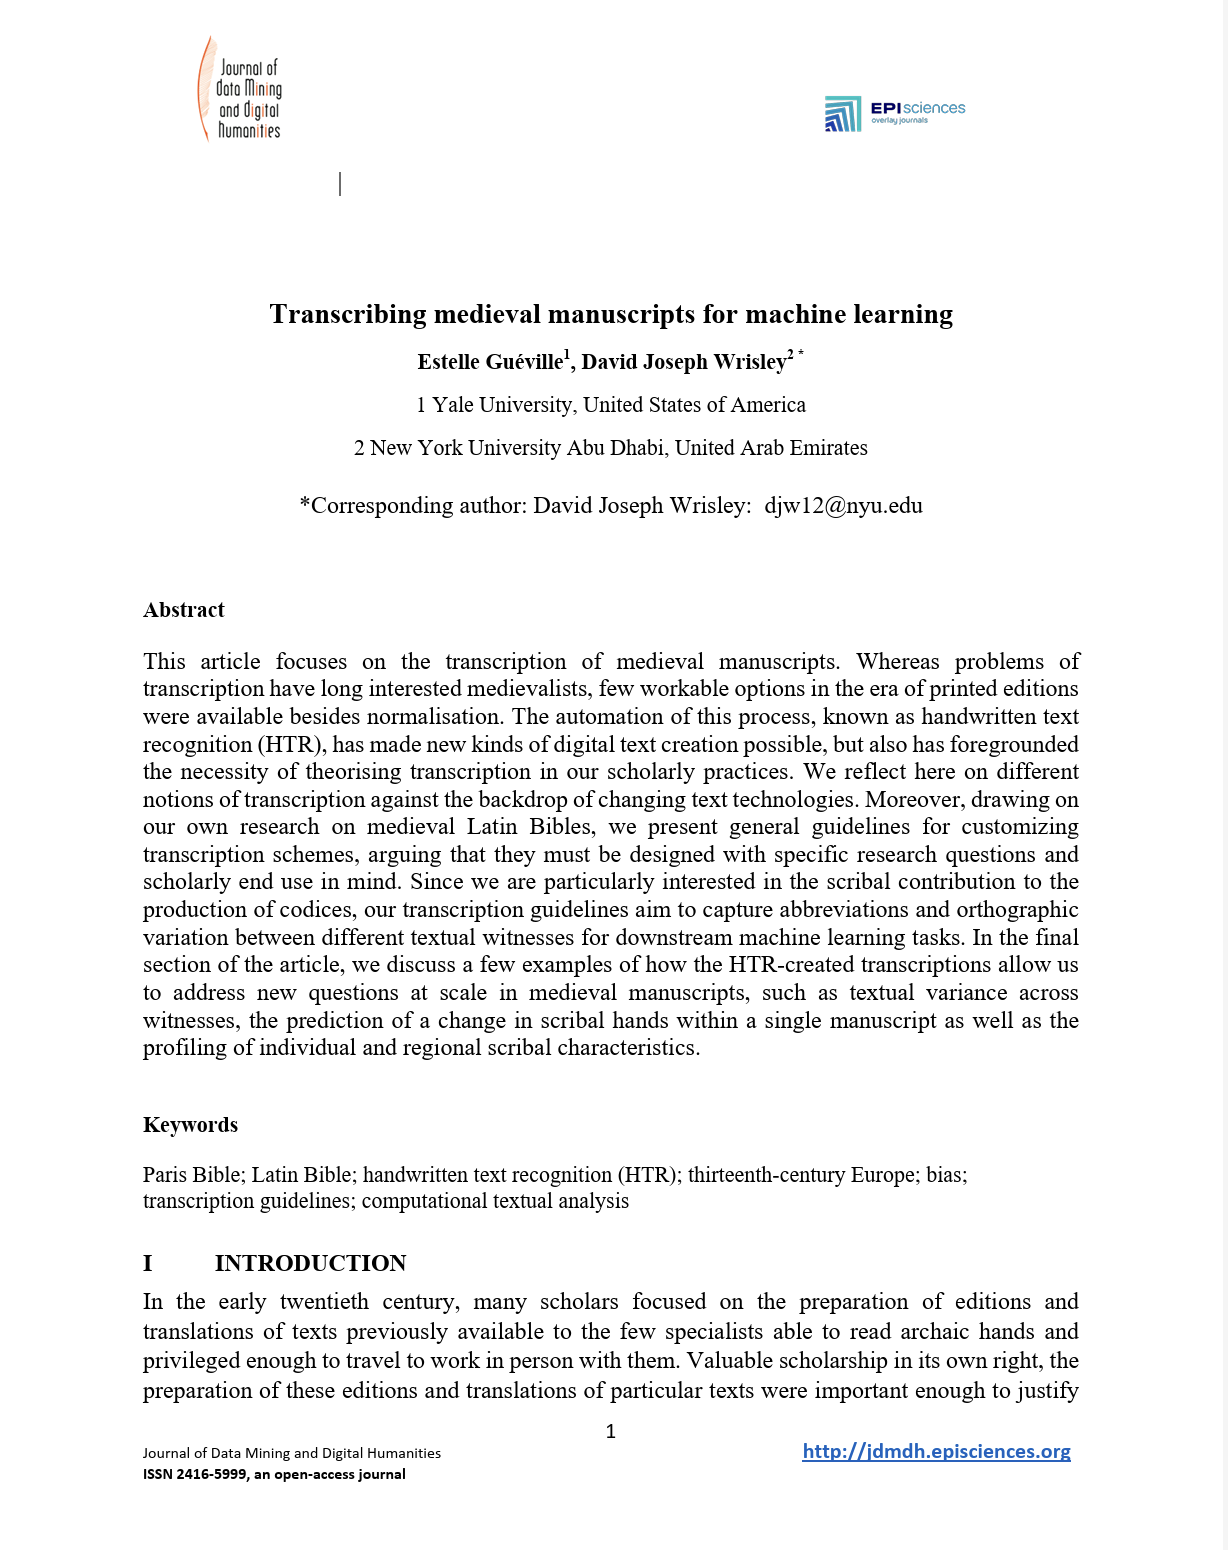 Journal of
data Mining
and Digital
Humanities
EPIsciences
overlay journals
Transcribing medieval manuscripts for machine learning
Estelle Guéville1, David Joseph Wrisley2 *
1 Yale University, United States of America
2 New York University Abu Dhabi, United Arab Emirates
*Corresponding author: David Joseph Wrisley:  djw12@nyu.edu
Abstract
This article focuses on the transcription of medieval manuscripts. Whereas problems of
transcription have long interested medievalists, few workable options in the era of printed editions
were available besides normalisation. The automation of this process, known as handwritten text
recognition (HTR), has made new kinds of digital text creation possible, but also has foregrounded
the necessity of theorising transcription in our scholarly practices. We reflect here on different
notions of transcription against the backdrop of changing text technologies. Moreover, drawing on
our own research on medieval Latin Bibles, we present general guidelines for customizing
transcription schemes, arguing that they must be designed with specific research questions and
scholarly end use in mind. Since we are particularly interested in the scribal contribution to the
production of codices, our transcription guidelines aim to capture abbreviations and orthographic
variation between different textual witnesses for downstream machine learning tasks. In the final
section of the article, we discuss a few examples of how the HTR-created transcriptions allow us
to address new questions at scale in medieval manuscripts, such as textual variance across
witnesses, the prediction of a change in scribal hands within a single manuscript as well as the
profiling of individual and regional scribal characteristics.
Keywords
Paris Bible; Latin Bible; handwritten text recognition (HTR); thirteenth-century Europe; bias;
transcription guidelines; computational textual analysis
I INTRODUCTION
In the early twentieth century, many scholars focused on the preparation of editions and
translations of texts previously available to the few specialists able to read archaic hands and
privileged enough to travel to work in person with them. Valuable scholarship in its own right, the
preparation of these editions and translations of particular texts were important enough to justify
1
Journal of Data Mining and Digital Humanities
ISSN 2416-5999, an open-access journal
http://jdmdh.episciences.org